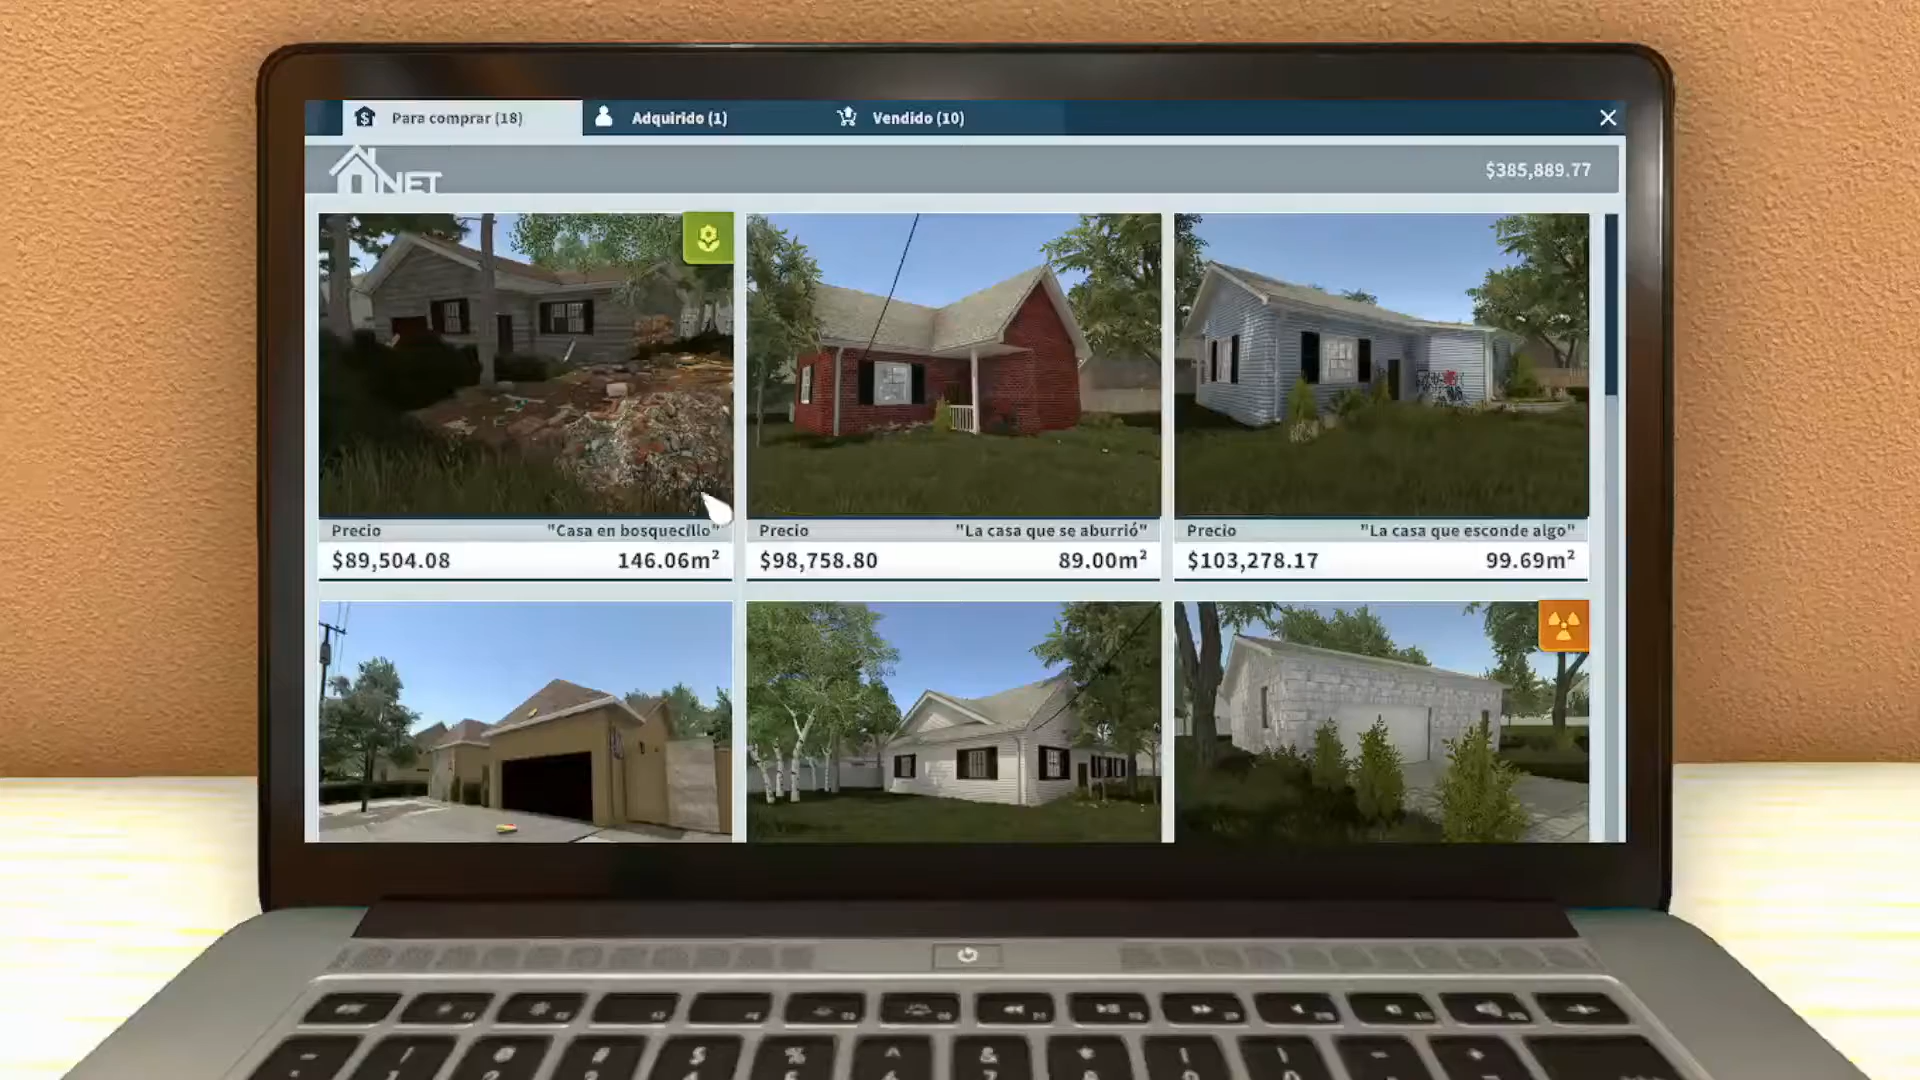 Para comprar (18)
Adquirido (1)
Vendido (10)
NET
$385,889.77
Precio
"Casa en bosquecillo"
$89,504.08
146.06m²
Precio
"La casa que se aburrió"
$98,758.80
89.00m²
Precio
"La casa que esconde algo"
$103,278.17
99.69m²